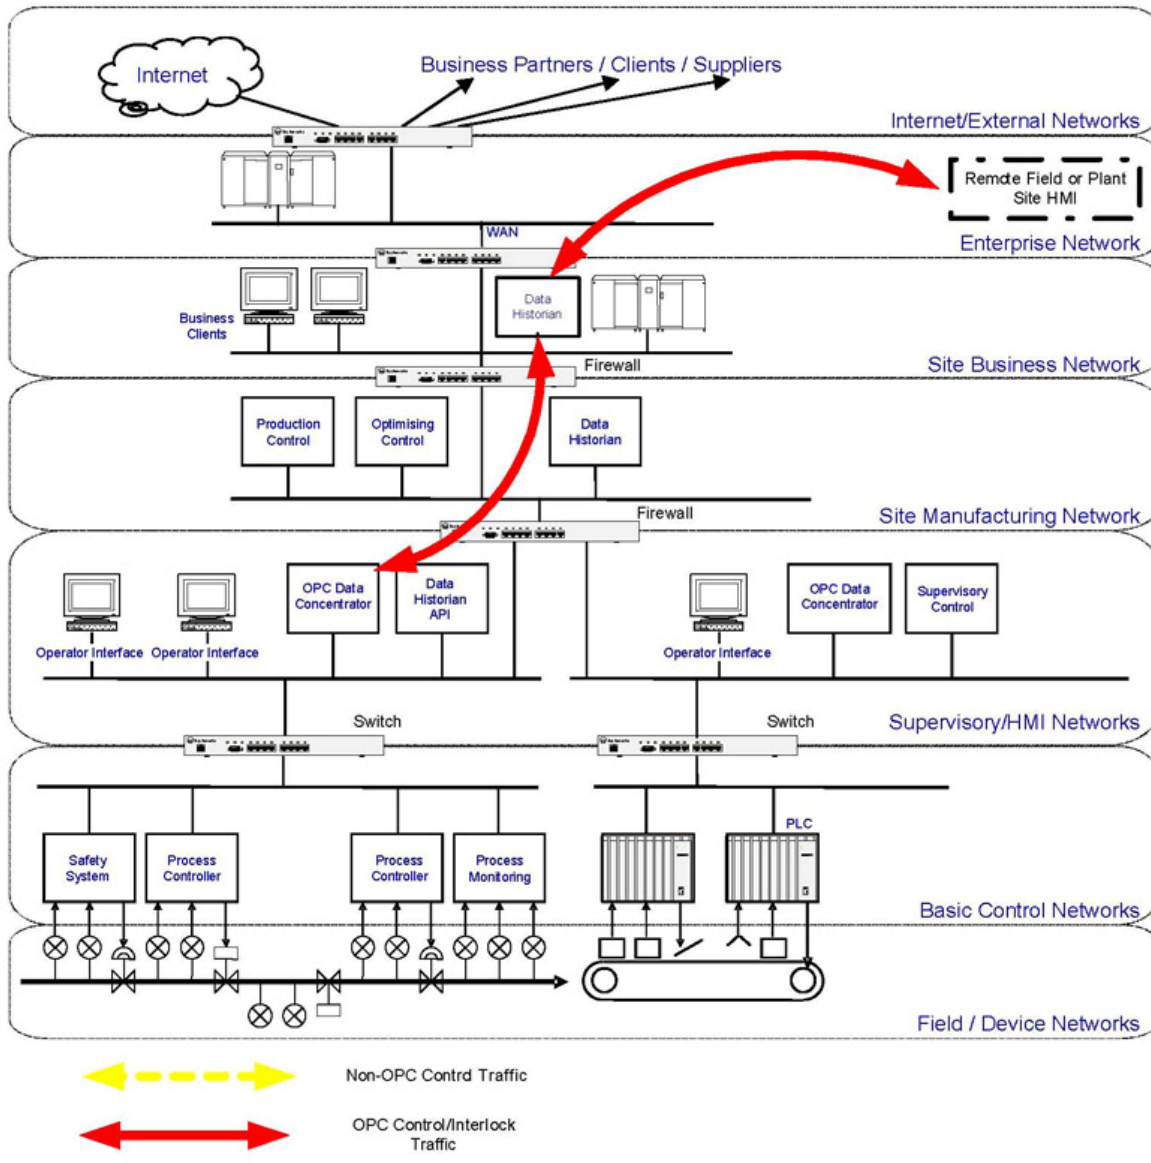 Internet
Business Partners / Clients / Suppliers
Internet/External Networks
Remote Field or Plant
Site HMI
WAN
Enterprise Network
Business
Clients
Data
Historian
Firewall
Site Business Network
Production
Control
Optimising
Control
Data
Historian
Firewall
Site Manufacturing Network
Operator Interface
Operator Interface
OPC Data
Concentrator
Data
Historian
API
Operator Interface
OPC Data
Concentrator
Supervisory
Control
Switch
Switch
Supervisory/HMI Networks
Safety
System
Process
Controller
Process
Controller
Process
Monitoring
PLC
Basic Control Networks
Field / Device Networks
Non-OPC Contrd Traffic
OPC Control/Interlock
Traffic